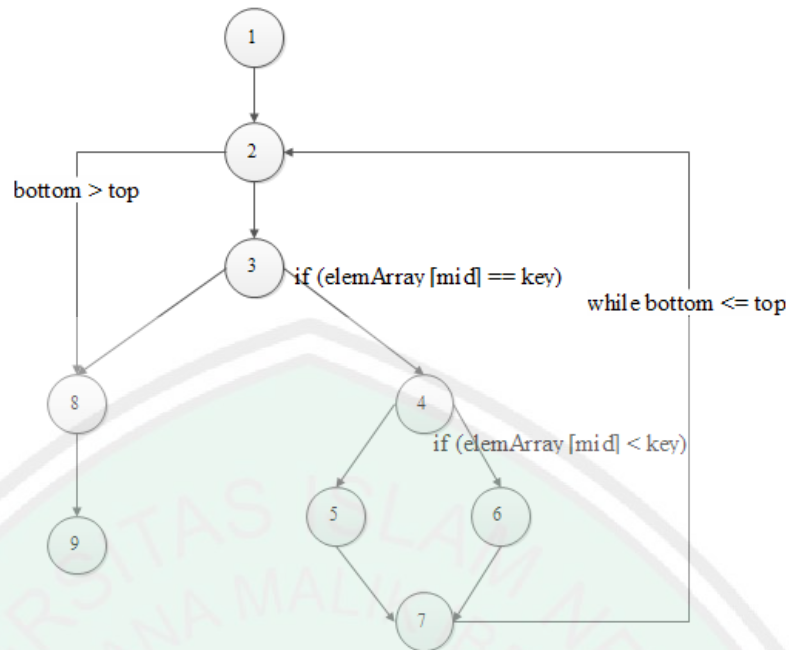 1
2
bottom > top
3
if (elemArray [mid] == key)
while bottom <= top
8
4
if (elemArray [mid] < key)
5
6
9
7